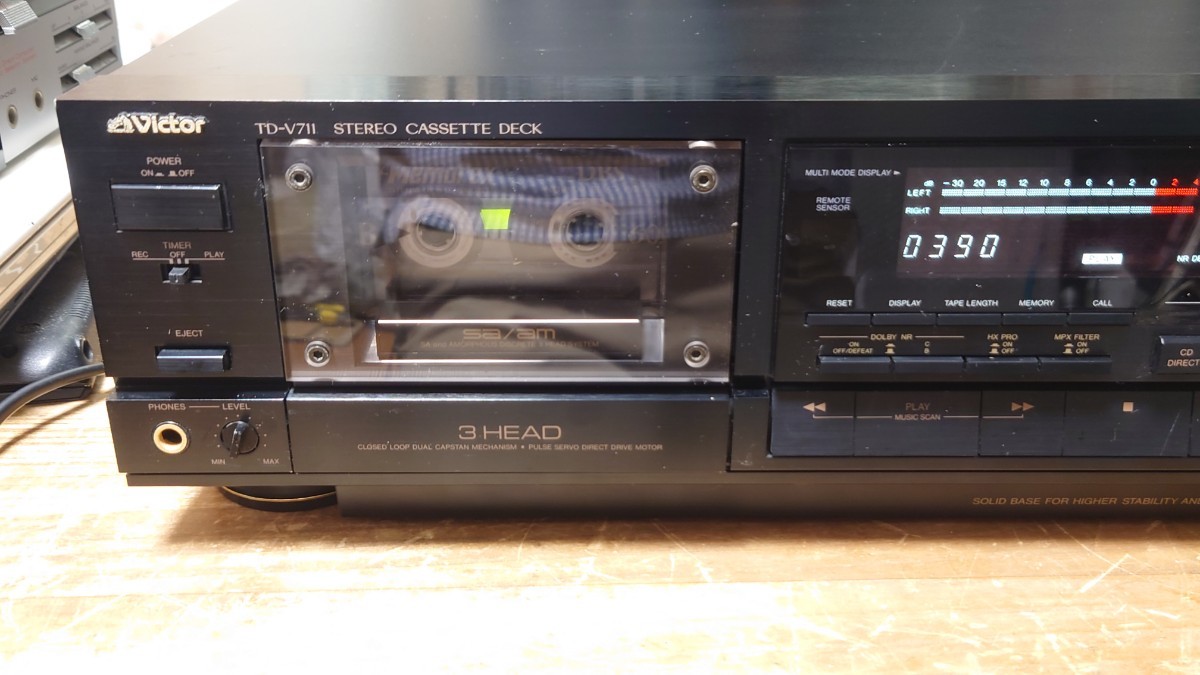 Victor
TD-V711 STEREO CASSETTE DECK
POWER
ON OFF
TIMER
REC OFF PLAY
EJECT
PHONES LEVEL
MIN MAX
sa/am
3 HEAD
CLOSED LOOP DUAL CAPSTAN MECHANISM • PULSE SERVO DIRECT DRIVE MOTOR
MULTI MODE DISPLAY
REMOTE
SENSOR
dB -30 20 15 12 10 8 6 4 2 0 2 4
LEFT
RIGHT
0390
PLAY
NR
RESET DISPLAY TAPE LENGTH MEMORY CALL
DOLBY NR HX PRO MPX FILTER
ON C ON ON
OFF/DEFEAT B OFF OFF
CD
PLAY
MUSIC SCAN
SOLID BASE FOR HIGHER STABILITY